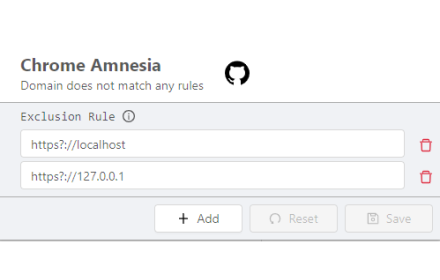 Chrome Amnesia
Domain does not match any rules
Exclusion Rule
https?://localhost
https?://127.0.0.1
+ Add Reset Save